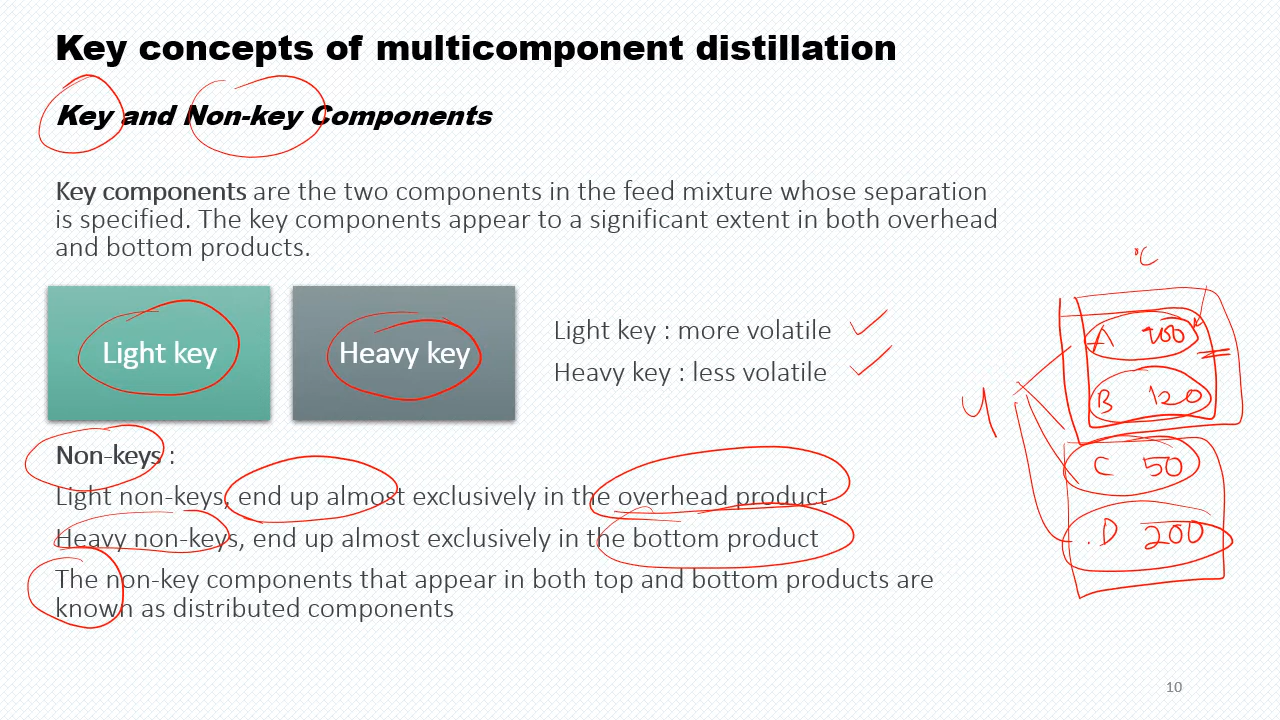 Key concepts of multicomponent distillation
Key and Non-key Components
Key components are the two components in the feed mixture whose separation
is specified. The key components appear to a significant extent in both overhead
and bottom products.
Light key
Heavy key
Light key : more volatile
Heavy key : less volatile
Non-keys :
Light non-keys, end up almost exclusively in the overhead product
Heavy non-keys, end up almost exclusively in the bottom product
The non-key components that appear in both top and bottom products are
known as distributed components
°C
A 100
B 120
C 50
.D 200
4
10